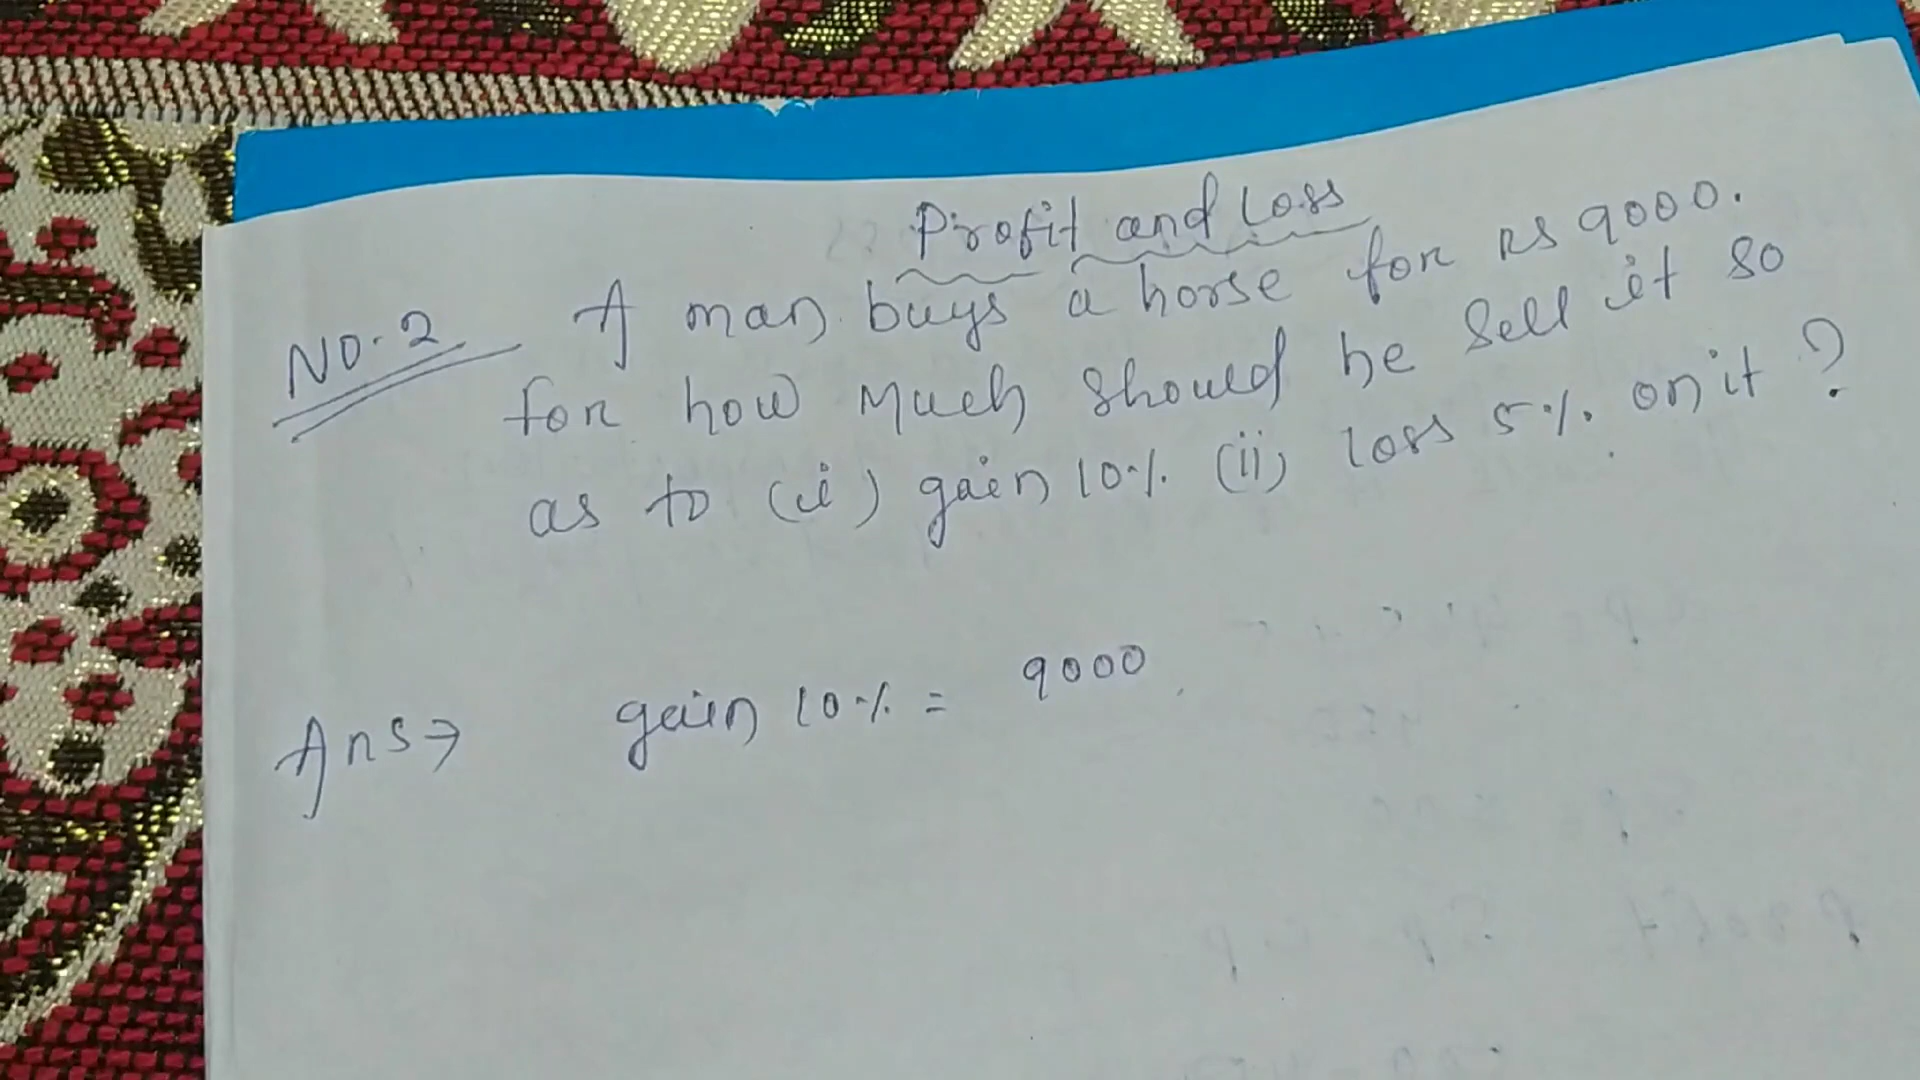 Profit and Loss
NO.2 A man buys a horse for rs 9000.
for how much should he sell it so
as to (i) gain 10% (ii) loss 5% on it ?
Ans→ gain 10% = 9000